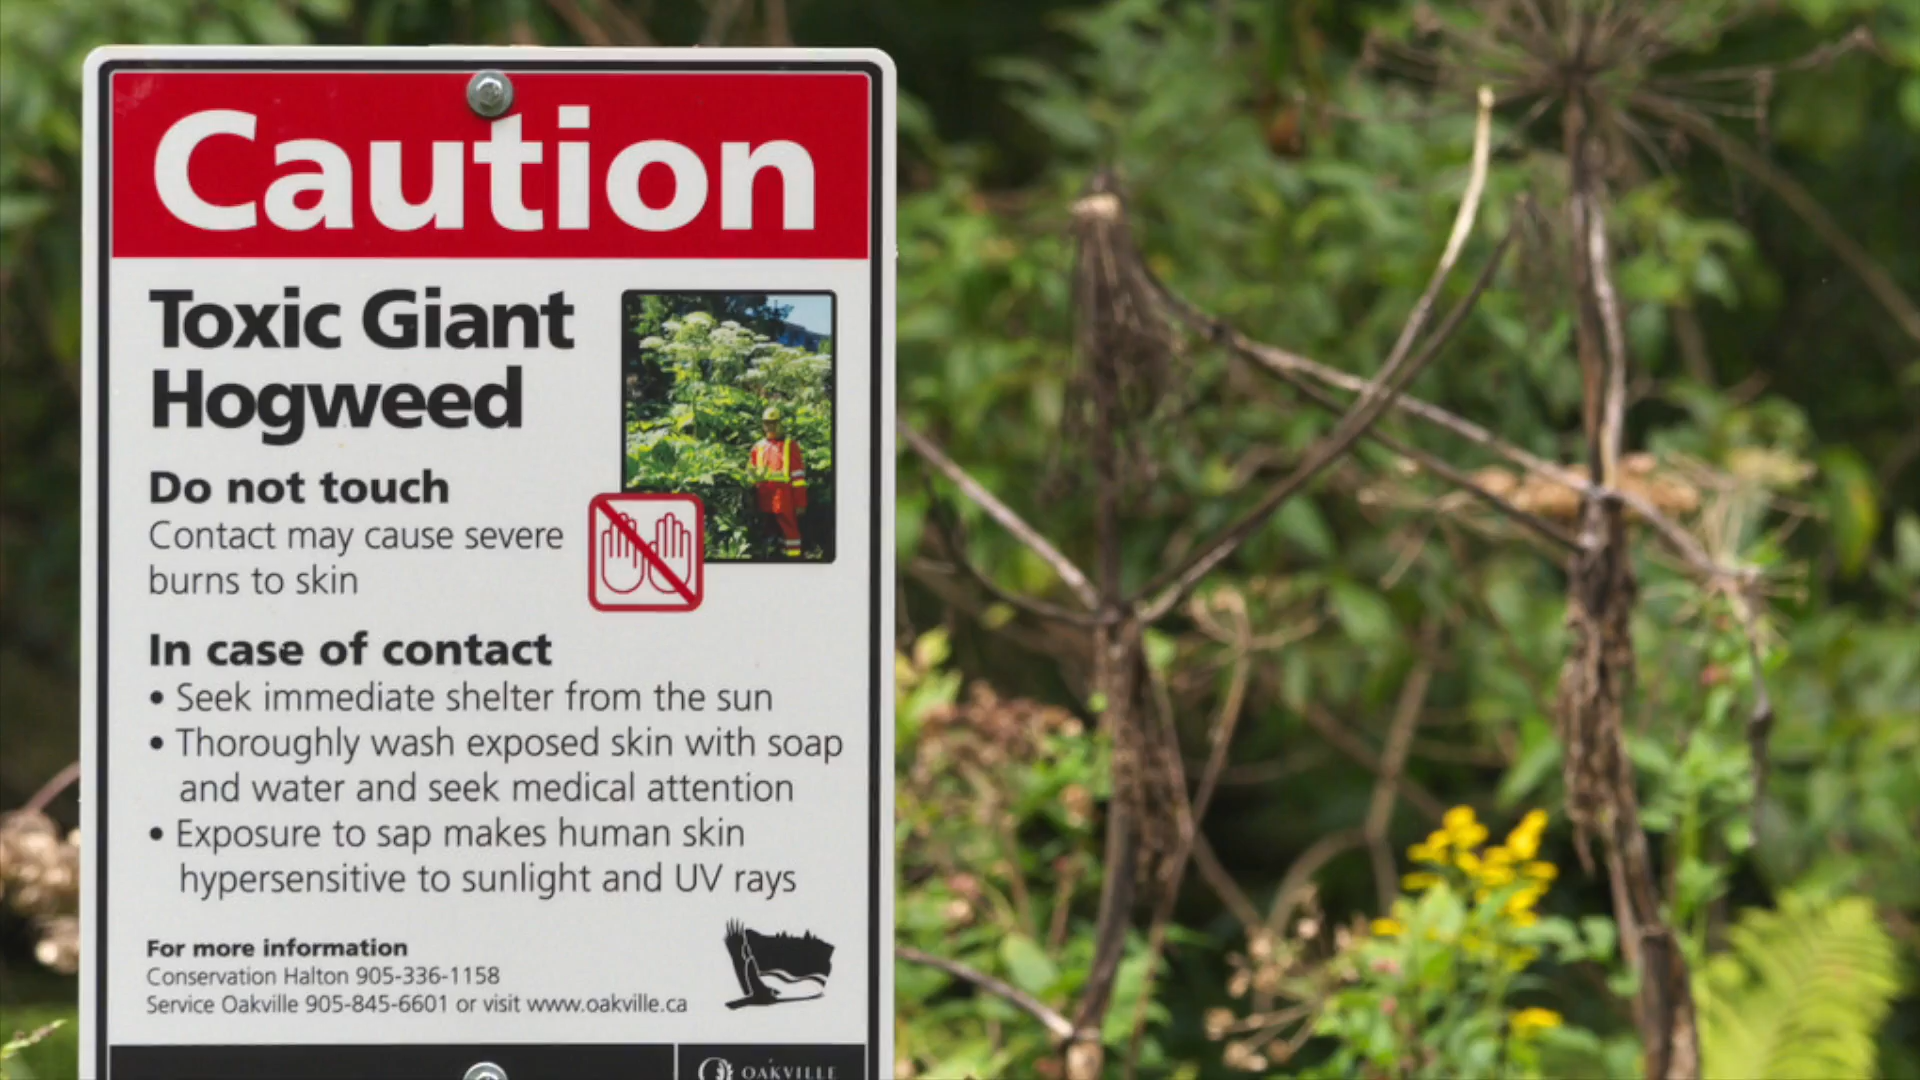 Caution
Toxic Giant
Hogweed
Do not touch
Contact may cause severe
burns to skin
In case of contact
• Seek immediate shelter from the sun
• Thoroughly wash exposed skin with soap
and water and seek medical attention
• Exposure to sap makes human skin
hypersensitive to sunlight and UV rays
For more information
Conservation Halton 905-336-1158
Service Oakville 905-845-6601 or visit www.oakville.ca
OAKVILLE